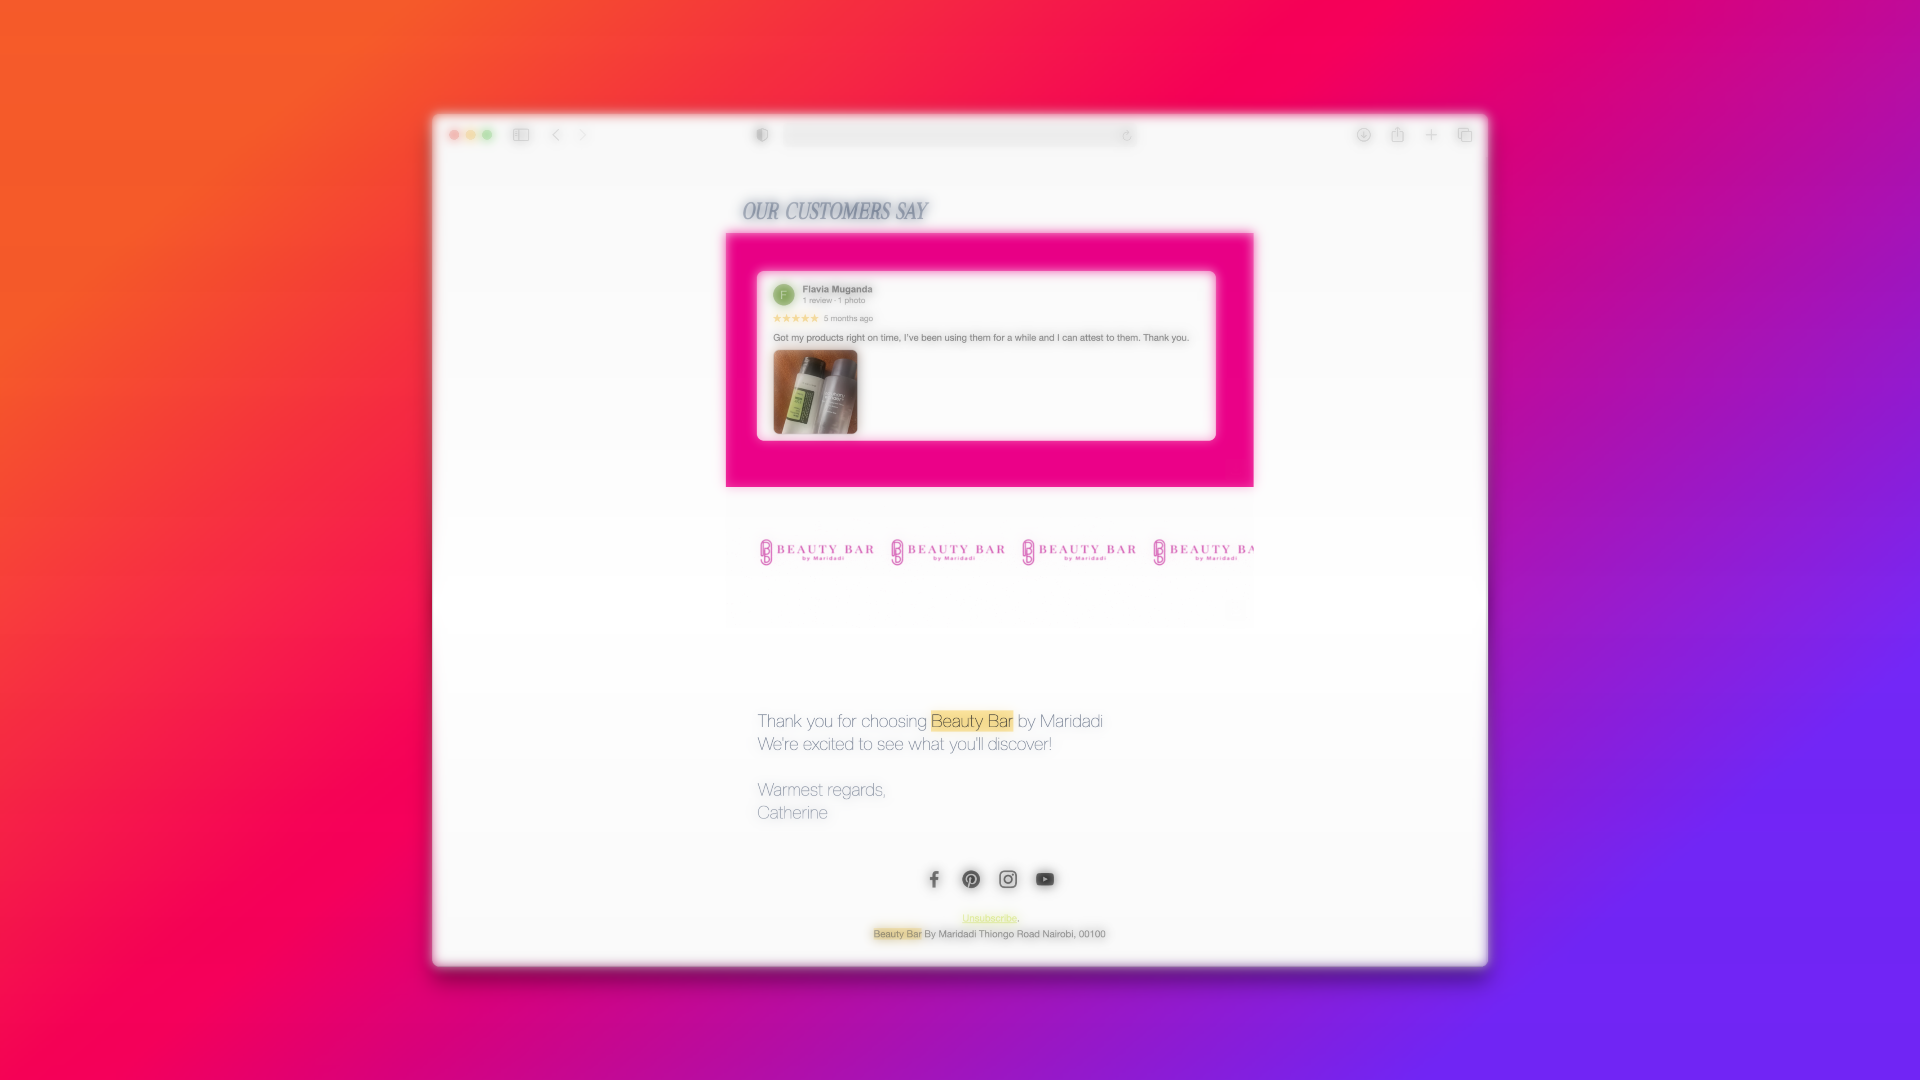 OUR CUSTOMERS SAY
F
Flavia Muganda
1 review · 1 photo
★★★★★ 5 months ago
Got my products right on time, I've been using them for a while and I can attest to them. Thank you.
BEAUTY BAR BEAUTY BAR BEAUTY BAR BEAUTY BA
by Maridadi by Maridadi by Maridadi by Maridadi
Thank you for choosing Beauty Bar by Maridadi
We're excited to see what you'll discover!
Warmest regards,
Catherine
Unsubscribe.
Beauty Bar By Maridadi Thiongo Road Nairobi, 00100